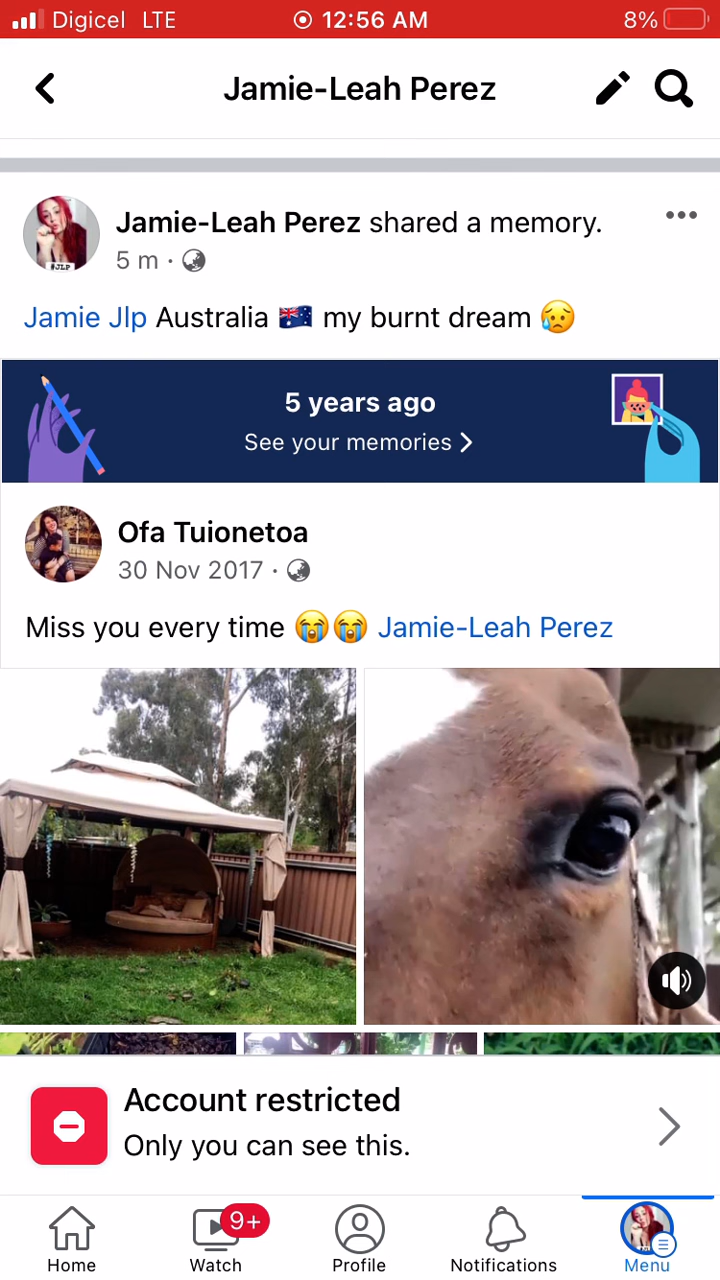 Digicel LTE 12:56 AM 8%
Jamie-Leah Perez
Jamie-Leah Perez shared a memory.
5 m ·
#JLP
Jamie Jlp Australia 🇦🇺 my burnt dream 😥
5 years ago
See your memories
Ofa Tuionetoa
30 Nov 2017 ·
Miss you every time 😭😭 Jamie-Leah Perez
Account restricted
Only you can see this.
9+
Home Watch Profile Notifications Menu